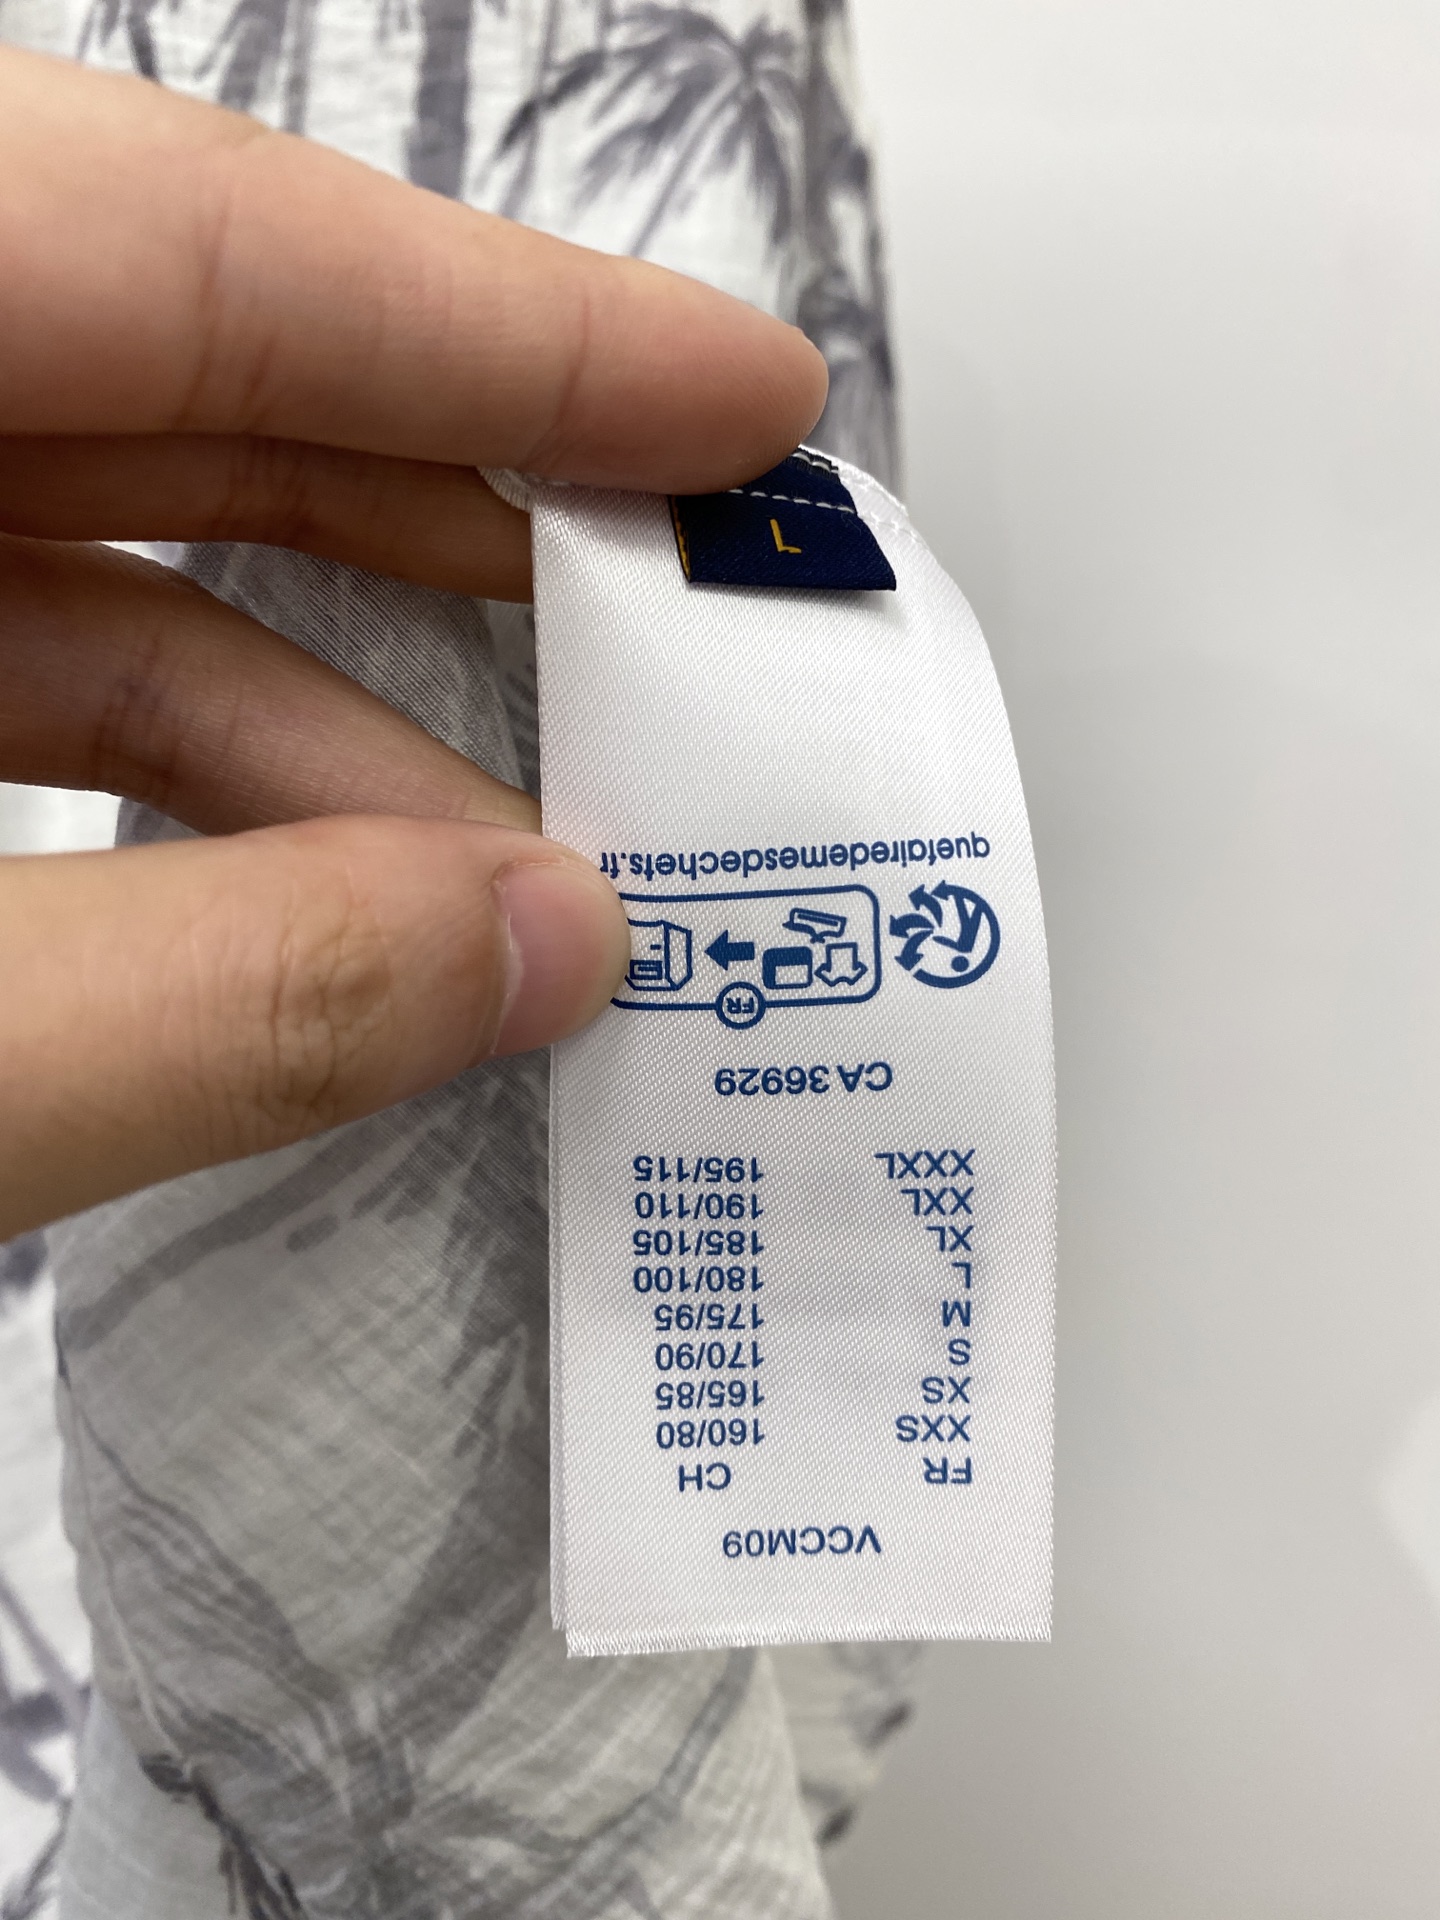 VCCM09
FR CH
XXS 160/80
XS 165/85
S 170/90
M 175/95
L 180/100
XL 185/105
XXL 190/110
XXXL 195/115
CA 36929
FR
quefairedemesdechets.fr
L